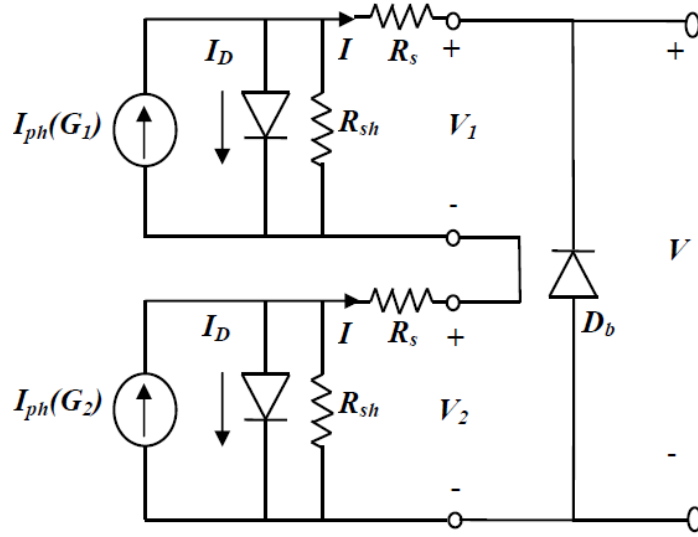 I_D I R_s + +
I_ph(G_1) R_sh V_1
-
V
I_D I R_s + D_b
I_ph(G_2) R_sh V_2
- -